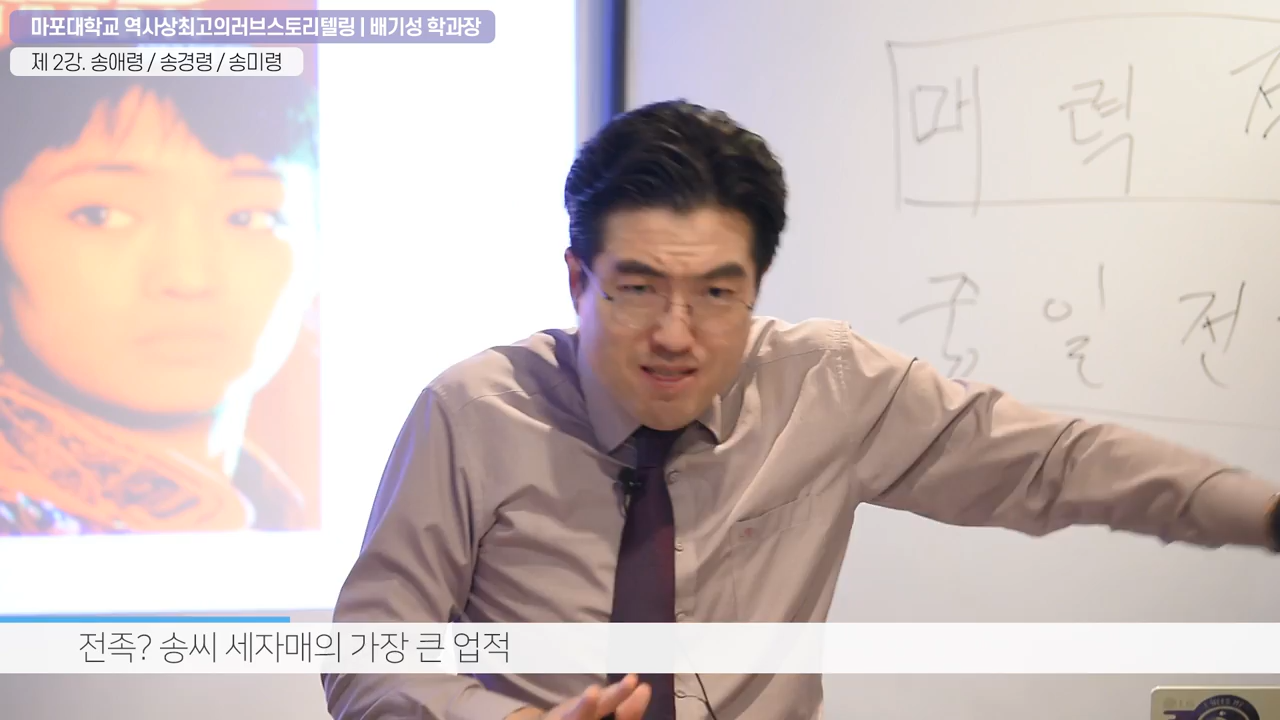 마포대학교 역사상최고의러브스토리텔링 | 배기성 학과장
제 2강. 송애령 / 송경령 / 송미령
매 력
국 일 전
전족? 송씨 세자매의 가장 큰 업적